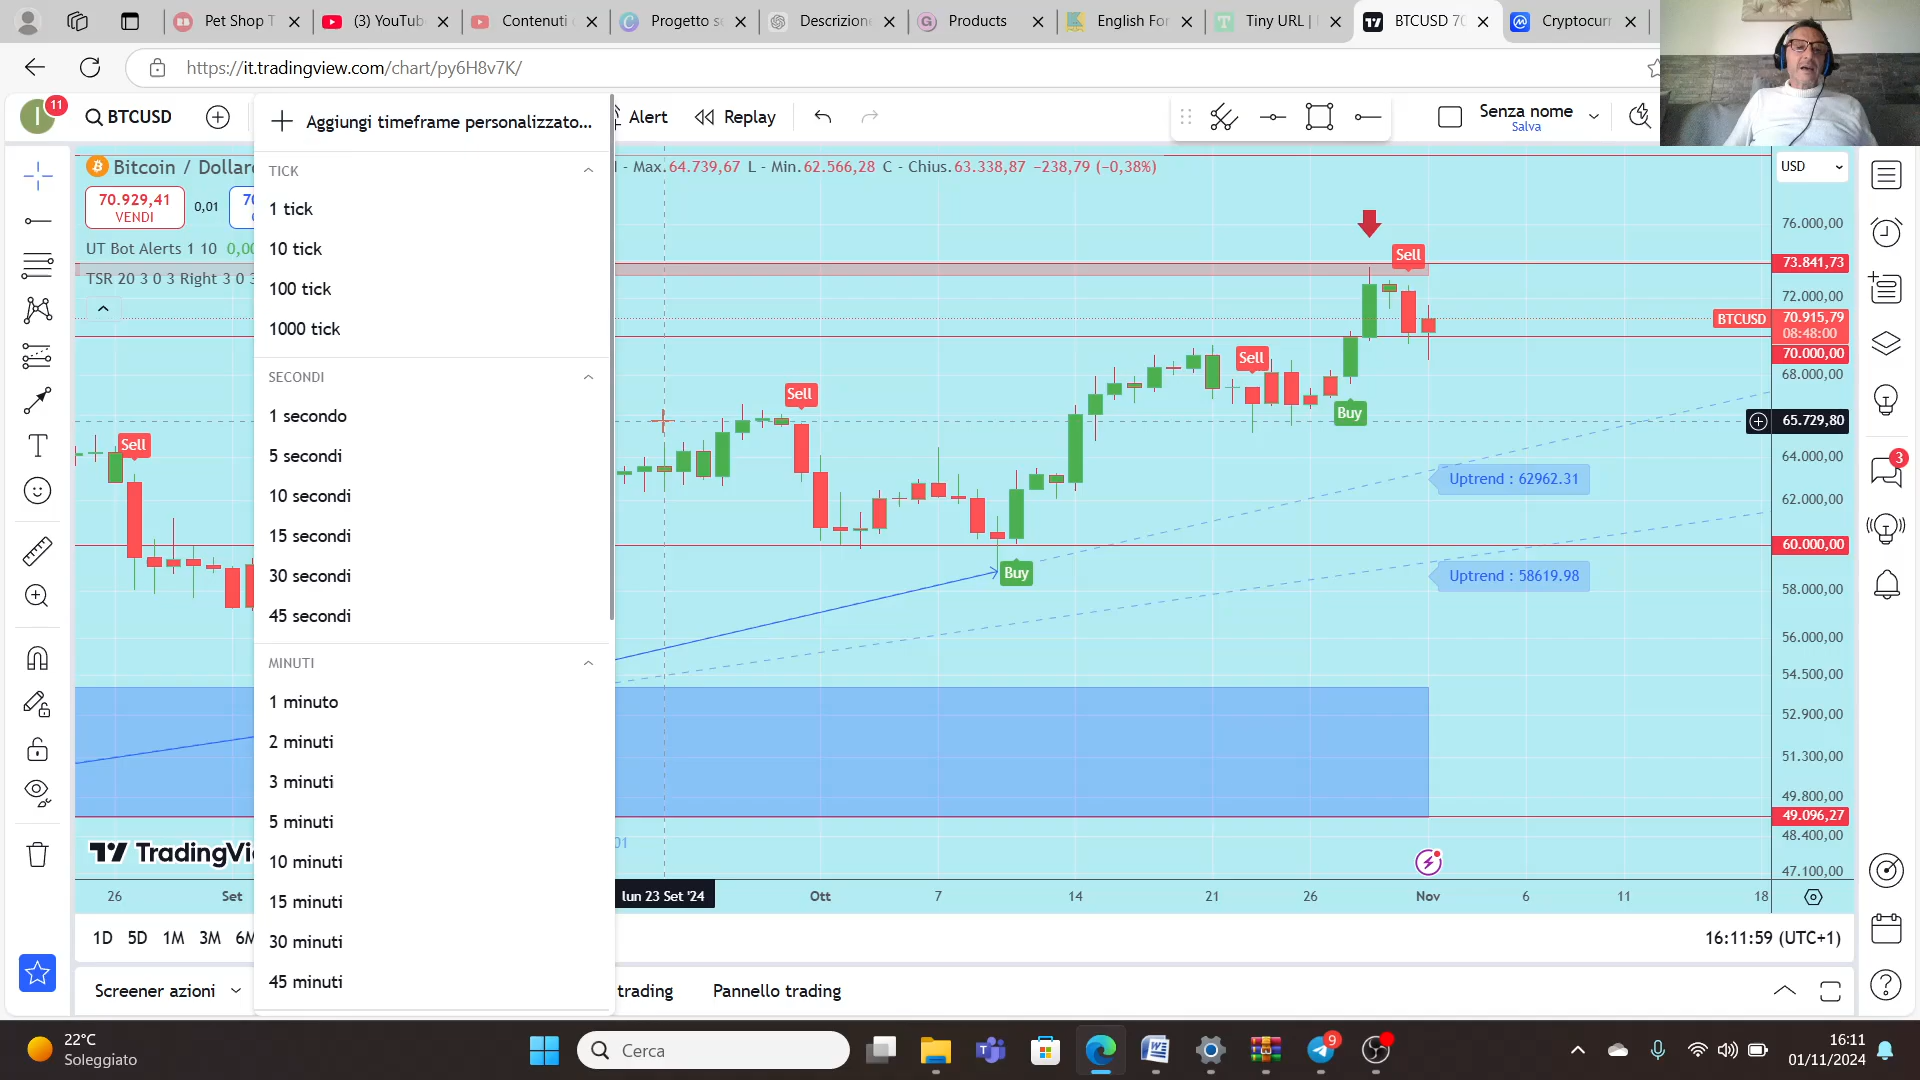 Pet Shop T
(3) YouTub
Contenuti
Progetto s
Descrizion
Products
English For
Tiny URL |
BTCUSD 70
Cryptocurr
https://it.tradingview.com/chart/py6H8v7K/
I
11
BTCUSD
Aggiungi timeframe personalizzato...
Alert
Replay
Senza nome
Salva
Bitcoin / Dollar
Max.64.739,67 L - Min.62.566,28 C - Chius.63.338,87 −238,79 (−0,38%)
70.929,41
VENDI
0,01
UT Bot Alerts 1 10 0,00
TSR 20 3 0 3 Right 3 0 3
TICK
1 tick
10 tick
100 tick
1000 tick
SECONDI
1 secondo
5 secondi
10 secondi
15 secondi
30 secondi
45 secondi
MINUTI
1 minuto
2 minuti
3 minuti
5 minuti
10 minuti
15 minuti
30 minuti
45 minuti
Sell
Sell
Sell
Sell
Buy
Buy
Uptrend : 62962.31
Uptrend : 58619.98
01
USD
76.000,00
73.841,73
72.000,00
BTCUSD
70.915,79
08:48:00
70.000,00
68.000,00
65.729,80
64.000,00
62.000,00
60.000,00
58.000,00
56.000,00
54.500,00
52.900,00
51.300,00
49.800,00
49.096,27
48.400,00
47.100,00
3
TradingVi
26
Set
lun 23 Set '24
Ott
7
14
21
26
Nov
6
11
18
1D 5D 1M 3M 6M
16:11:59 (UTC+1)
Screener azioni
trading
Pannello trading
22°C
Soleggiato
Cerca
9
16:11
01/11/2024